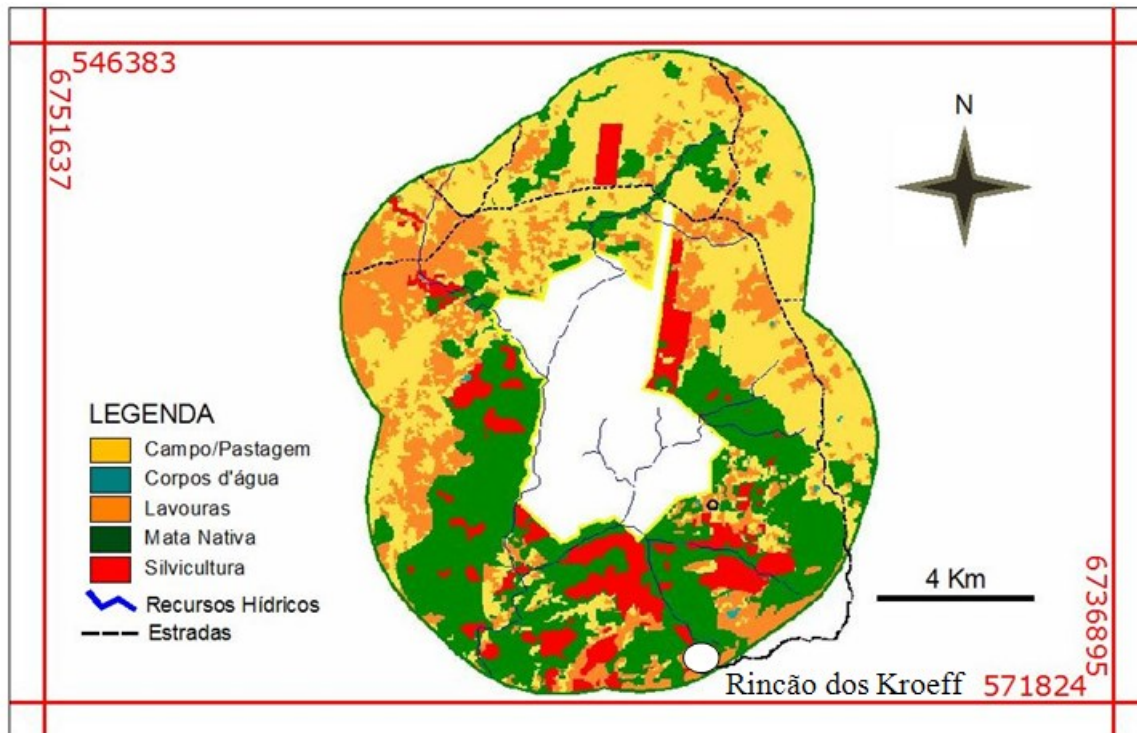 546383
6751637
N
LEGENDA
Campo/Pastagem
Corpos d'água
Lavouras
Mata Nativa
Silvicultura
Recursos Hídricos
Estradas
4 Km
6736895
Rincão dos Kroeff
571824